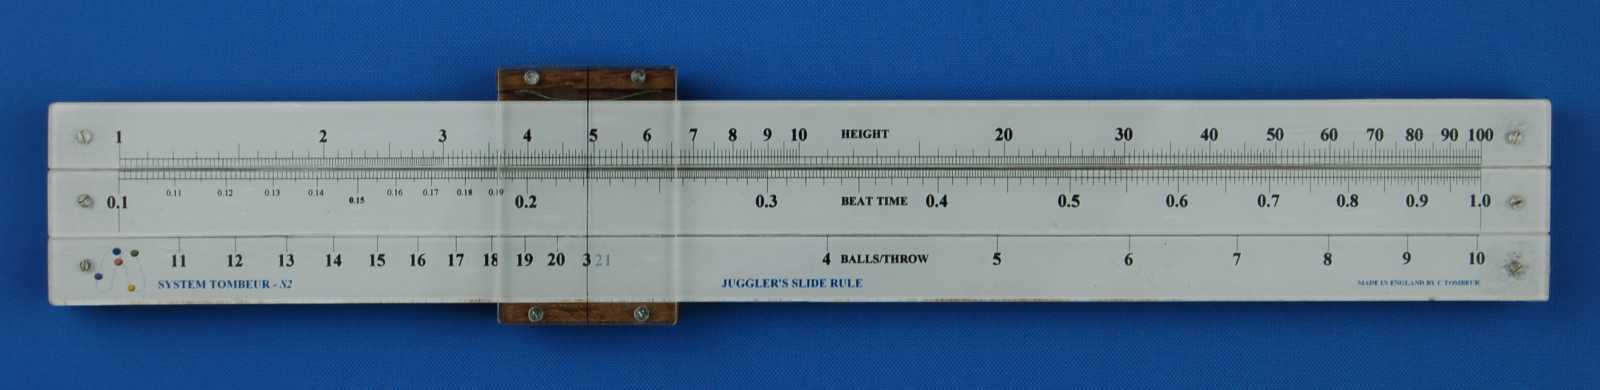 1 2 3 4 5 6 7 8 9 10 HEIGHT 20 30 40 50 60 70 80 90 100
0.11 0.12 0.13 0.14 0.15 0.16 0.17 0.18 0.19
0.1 0.2 0.3 BEAT TIME 0.4 0.5 0.6 0.7 0.8 0.9 1.0
11 12 13 14 15 16 17 18 19 20 3 21 4 BALLS/THROW 5 6 7 8 9 10
SYSTEM TOMBEUR - S2 JUGGLER'S SLIDE RULE MADE IN ENGLAND BY C TOMBEUR